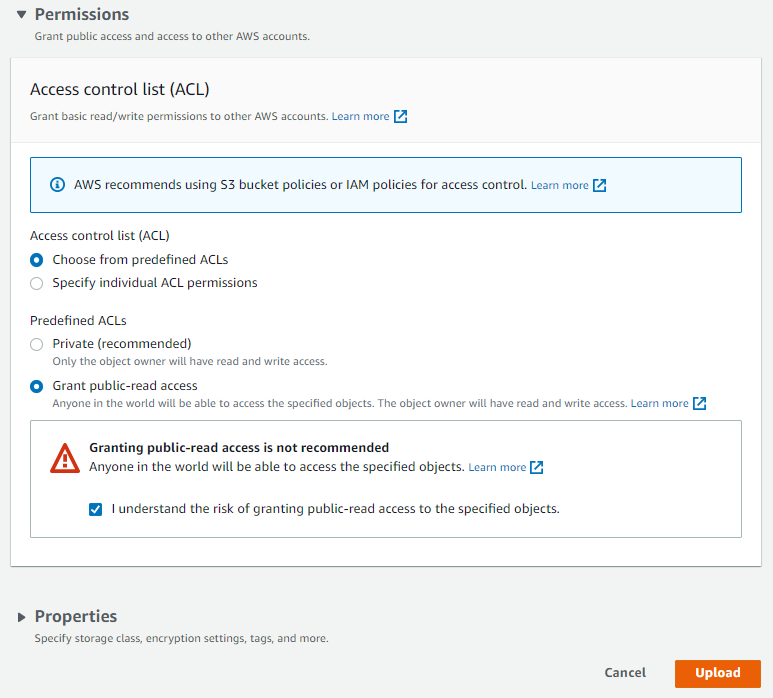 Permissions
Grant public access and access to other AWS accounts.
Access control list (ACL)
Grant basic read/write permissions to other AWS accounts. Learn more
AWS recommends using S3 bucket policies or IAM policies for access control. Learn more
Access control list (ACL)
Choose from predefined ACLs
Specify individual ACL permissions
Predefined ACLs
Private (recommended)
Only the object owner will have read and write access.
Grant public-read access
Anyone in the world will be able to access the specified objects. The object owner will have read and write access. Learn more
Granting public-read access is not recommended
Anyone in the world will be able to access the specified objects. Learn more
I understand the risk of granting public-read access to the specified objects.
Properties
Specify storage class, encryption settings, tags, and more.
Cancel Upload